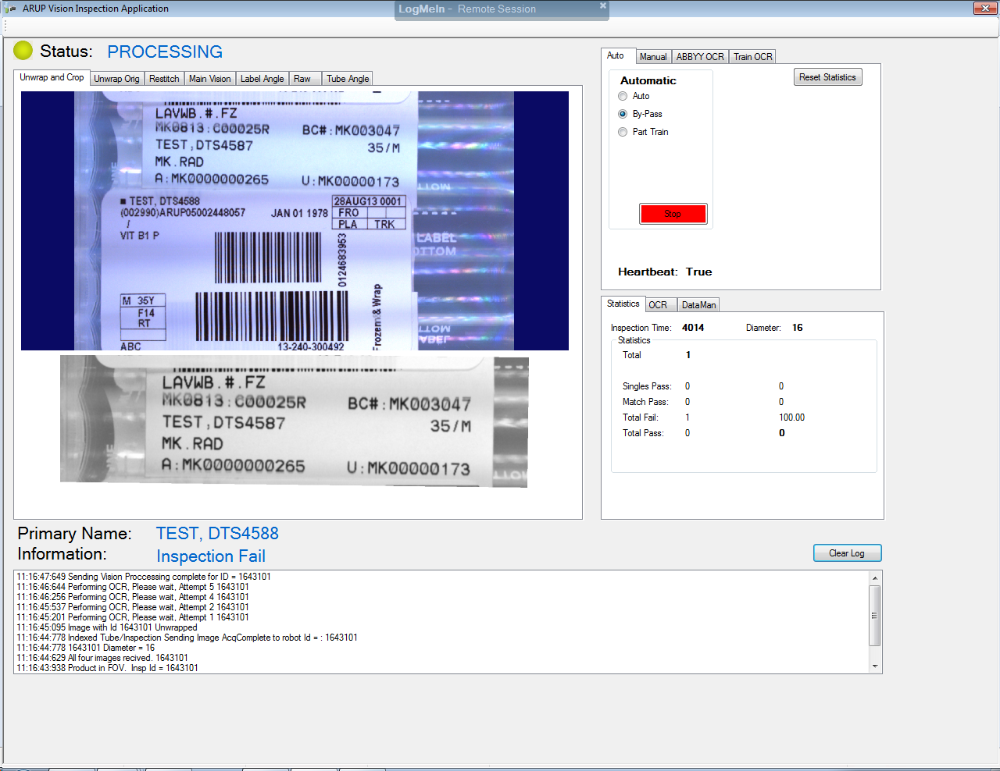 ARUP Vision Inspection Application
LogMeIn - Remote Session
Status: PROCESSING
Unwrap and Crop Unwrap Orig Restitch Main Vision Label Angle Raw Tube Angle
LAVWB.#.FZ
MK0813:C00025R BC#:MK003047
TEST,DTS4587 35/M
MK.RAD
A:MK0000000265 U:MK00000173
TEST, DTS4588 28AUG13 0001
(002990)ARUP05002448057 JAN 01 1978 FRO
/ PLA TRK
VIT B1 P
0124683953
LABEL
BOTTOM
M 35Y
F14
RT
Frozen & Wrap
ABC 13-240-300492
LABEL
LAVWB.#.FZ
MK0813:C00025R BC#:MK003047
TEST,DTS4587 35/M
MK.RAD
A:MK0000000265 U:MK00000173
Auto Manual ABBYY OCR Train OCR
Automatic
Auto
By-Pass
Part Train
Stop
Reset Statistics
Heartbeat: True
Statistics OCR DataMan
Inspection Time: 4014 Diameter: 16
Statistics
Total 1
Singles Pass: 0 0
Match Pass: 0 0
Total Fail: 1 100.00
Total Pass: 0 0
Primary Name: TEST, DTS4588
Information: Inspection Fail
Clear Log
11:16:47:649 Sending Vision Proccessing complete for ID = 1643101
11:16:46:644 Performing OCR, Please wait, Attempt 5 1643101
11:16:46:256 Performing OCR, Please wait, Attempt 4 1643101
11:16:45:537 Performing OCR, Please wait, Attempt 2 1643101
11:16:45:201 Performing OCR, Please wait, Attempt 1 1643101
11:16:45:095 Image with Id 1643101 Unwrapped
11:16:44:778 Indexed Tube/Inspection Sending Image AcqComplete to robot Id = : 1643101
11:16:44:778 1643101 Diameter = 16
11:16:44:629 All four images recived. 1643101
11:16:43:938 Product in FOV. Insp Id = 1643101